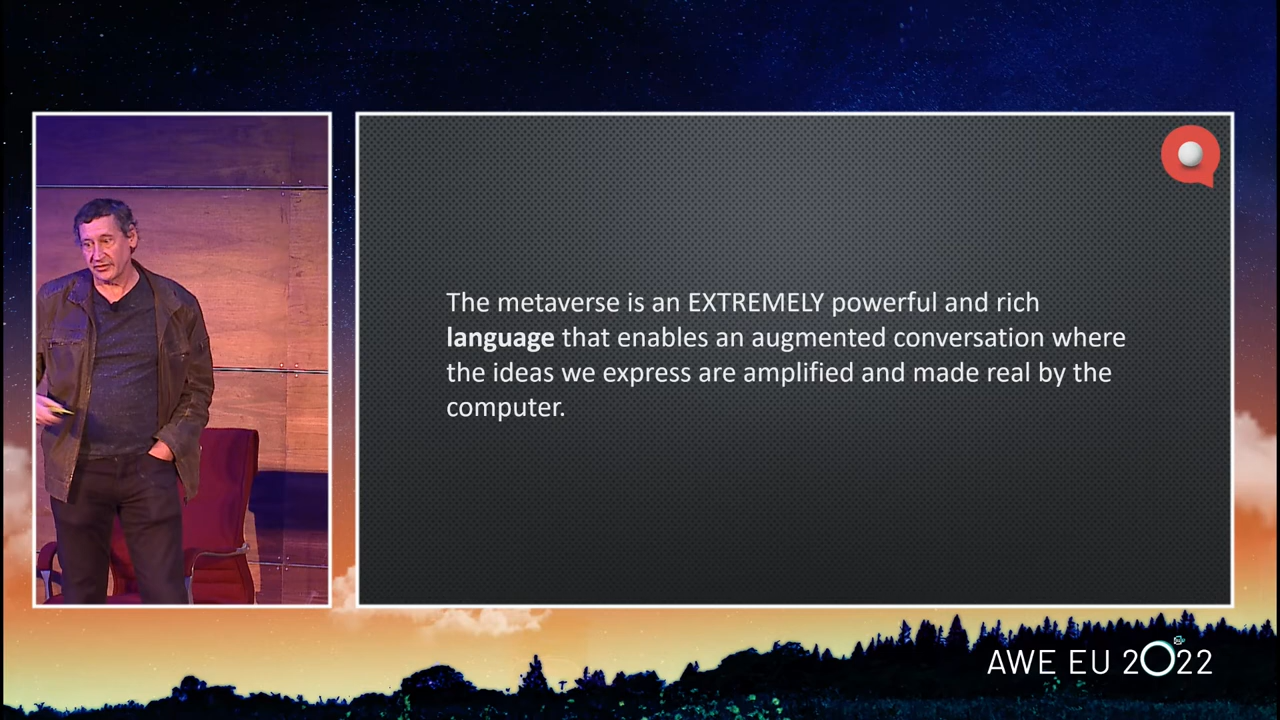 The metaverse is an EXTREMELY powerful and rich
language that enables an augmented conversation where
the ideas we express are amplified and made real by the
computer.
AWE EU 2022